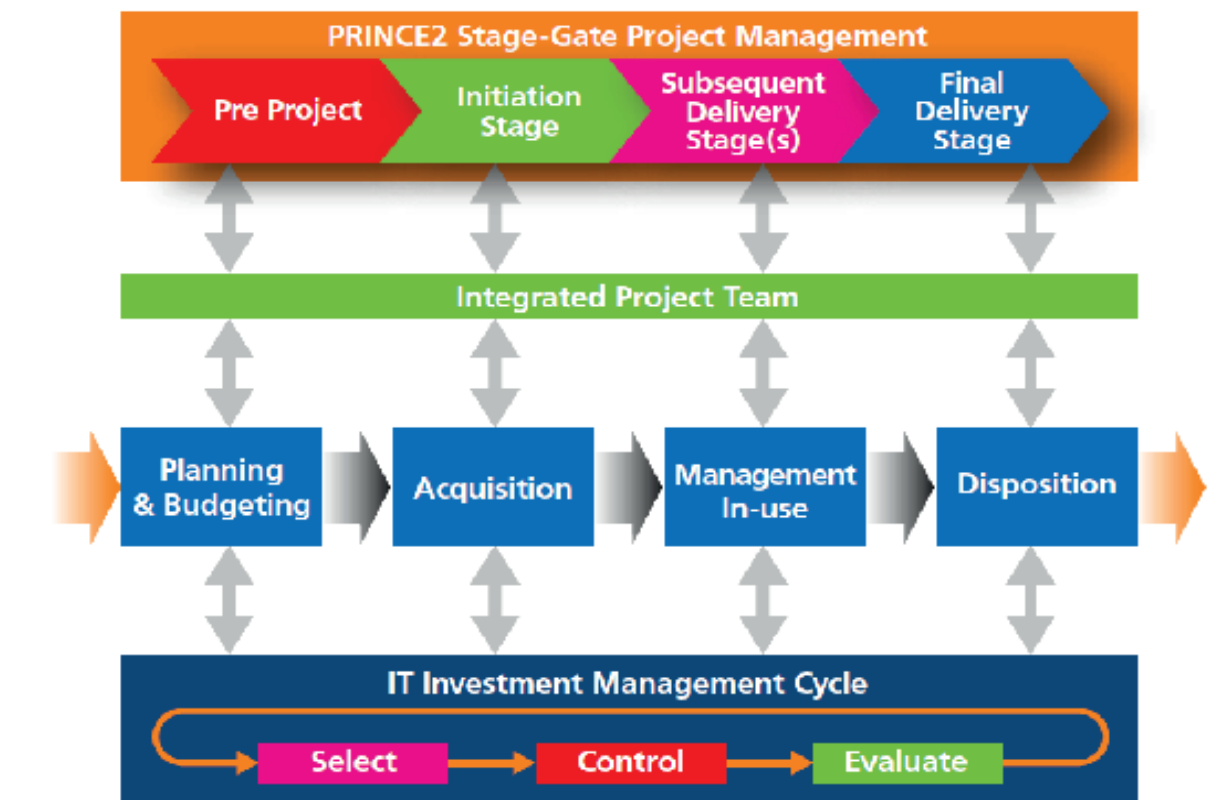 PRINCE2 Stage-Gate Project Management
Pre Project
Initiation
Stage
Subsequent
Delivery
Stage(s)
Final
Delivery
Stage
Integrated Project Team
Planning
& Budgeting
Acquisition
Management
In-use
Disposition
IT Investment Management Cycle
Select
Control
Evaluate